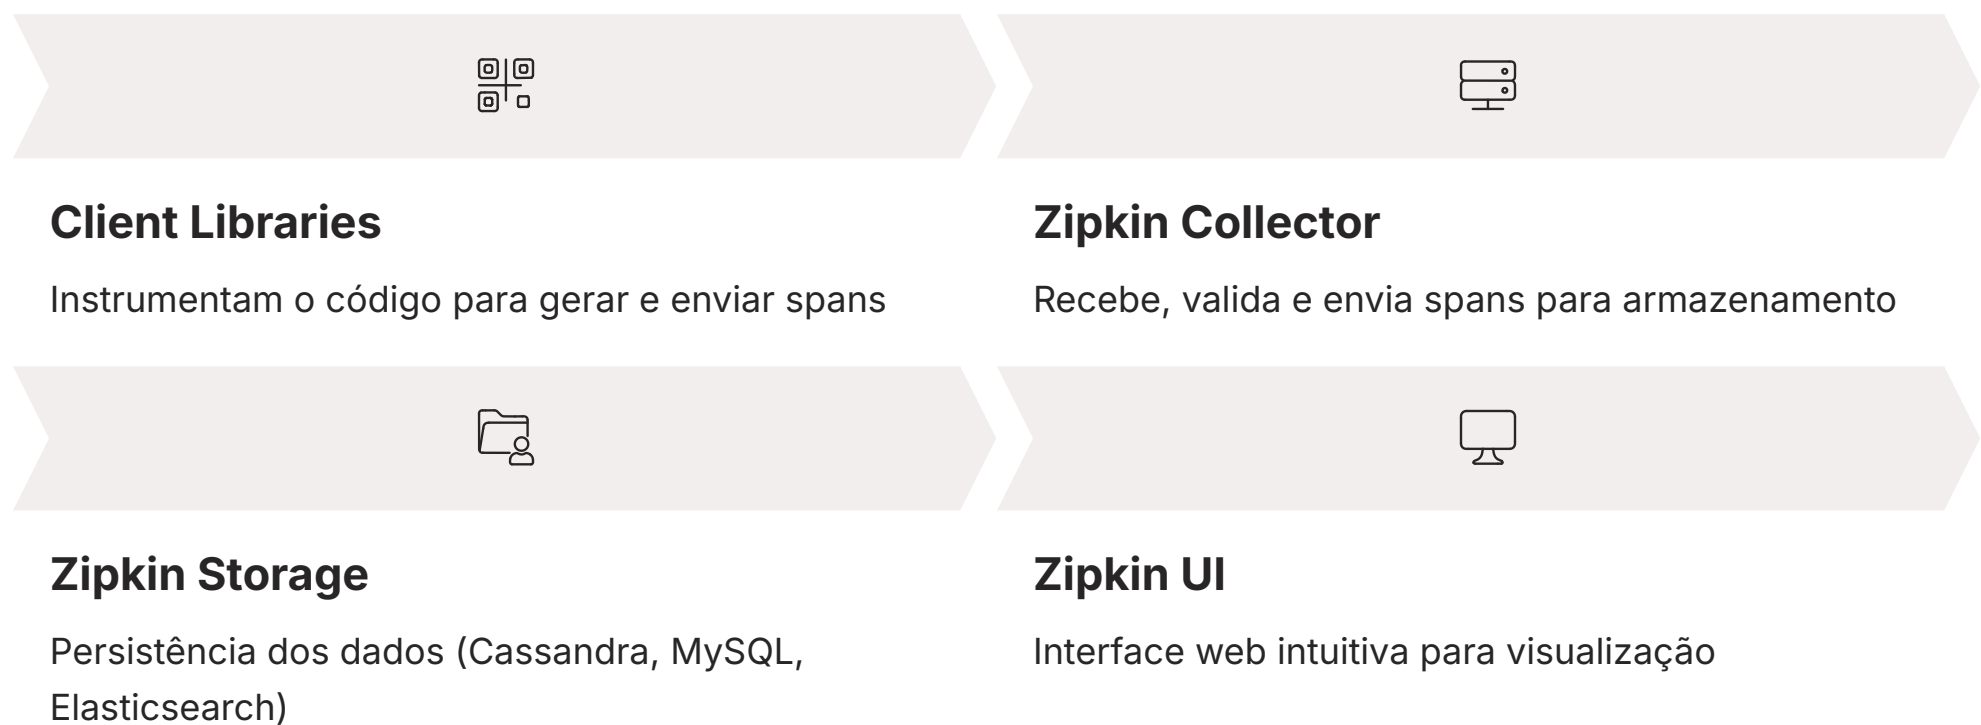 Client Libraries
Instrumentam o código para gerar e enviar spans
Zipkin Collector
Recebe, valida e envia spans para armazenamento
Zipkin Storage
Persistência dos dados (Cassandra, MySQL,
Elasticsearch)
Zipkin UI
Interface web intuitiva para visualização